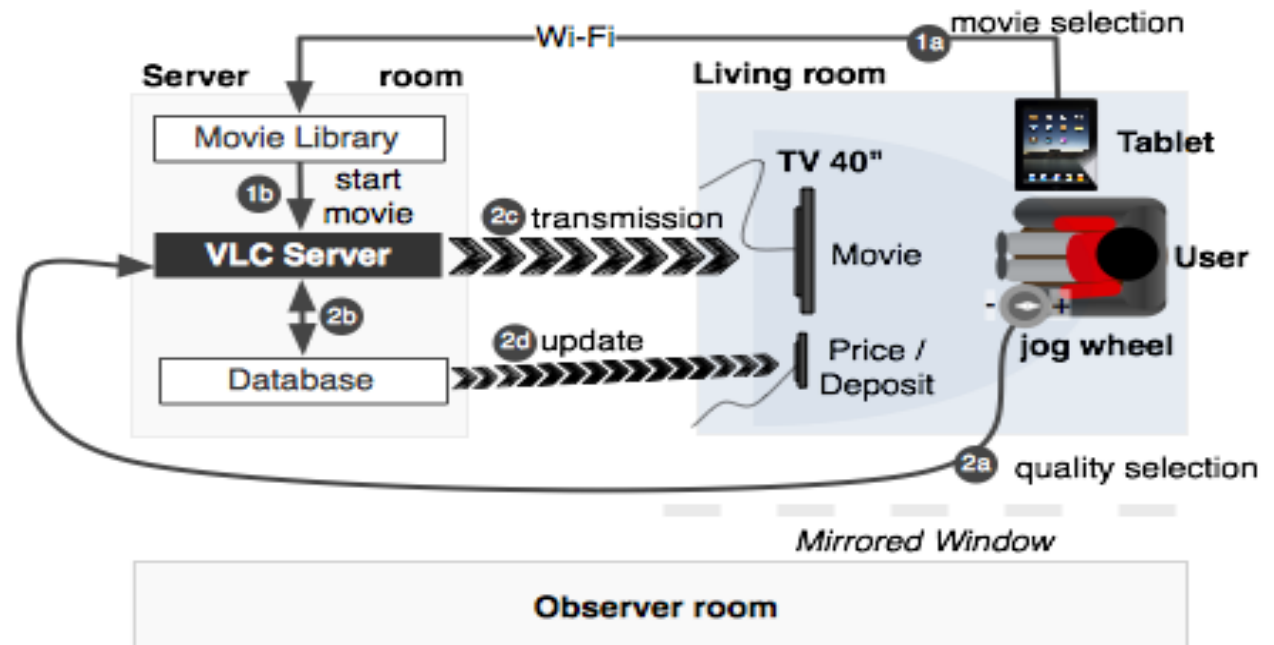 movie selection
1a
Wi-Fi
Server room
Living room
Movie Library
Tablet
TV 40"
1b
start
movie
2c transmission
VLC Server
Movie
User
2b
- +
2d update
jog wheel
Price /
Deposit
Database
2a
quality selection
Mirrored Window
Observer room